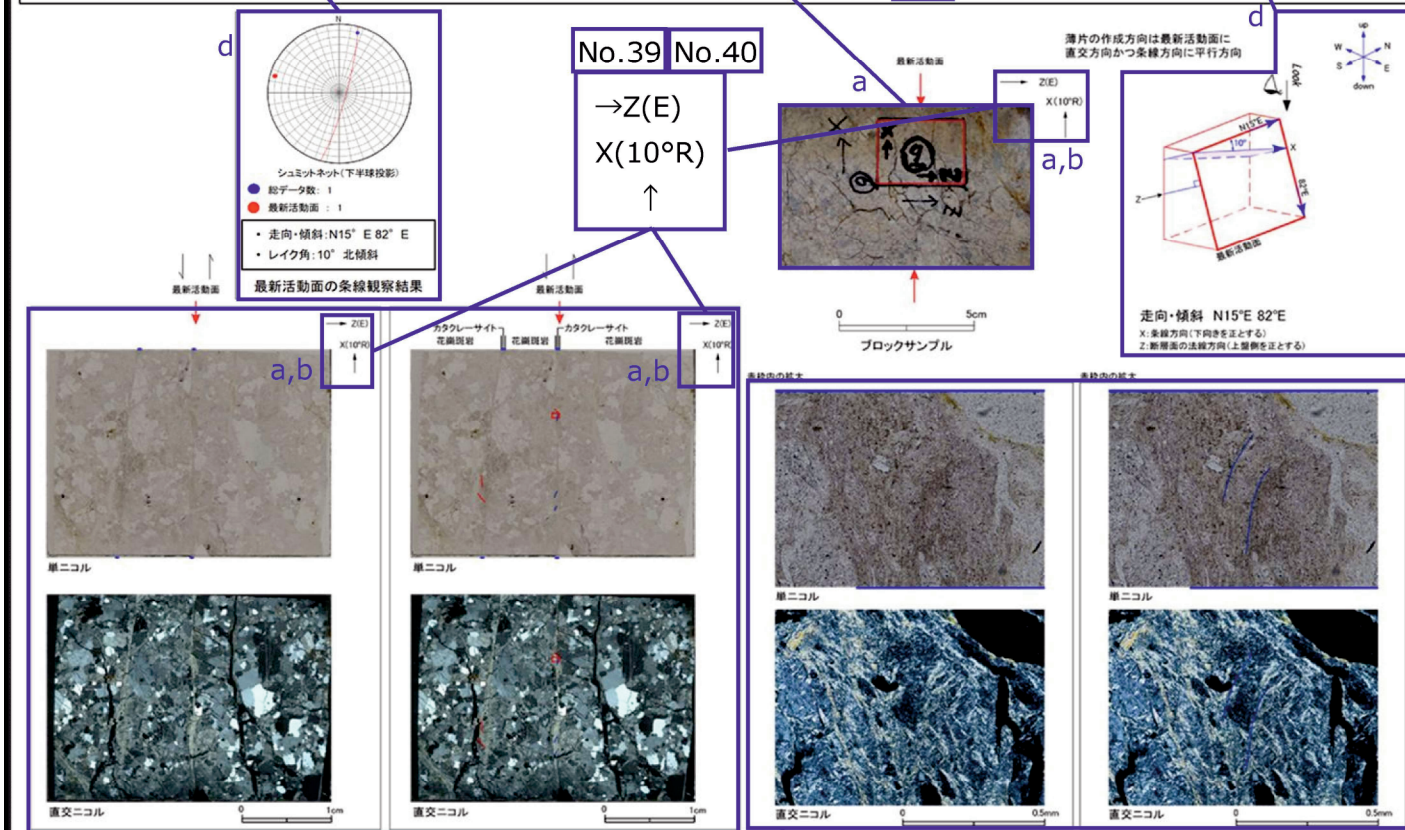 N
d
シュミットネット(下半球投影)
総データ数: 1
最新活動面 : 1
・ 走向・傾斜:N15° E 82° E
・ レイク角:10° 北傾斜
最新活動面の条線観察結果
No.39 No.40
→Z(E)
X(10°R)
↑
最新活動面
a
Z(E)
X(10°R)
a,b
X
X
9
Z
0 5cm
ブロックサンプル
薄片の作成方向は最新活動面に
直交方向かつ条線方向に平行方向
d
up
W N
S E
down
Look
N15°E
10°
X
82°E
Z
最新活動面
走向・傾斜 N15°E 82°E
X:条線方向(下向きを正とする)
Z:断層面の法線方向(上盤側を正とする)
最新活動面
Z(E)
X(10°R)
a,b
単ニコル
直交ニコル
0 1cm
最新活動面
カタクレーサイト カタクレーサイト
花崗斑岩 花崗斑岩 花崗斑岩
Z(E)
X(10°R)
a,b
単ニコル
直交ニコル
0 1cm
赤枠内の拡大
単ニコル
直交ニコル
0 0.5mm
赤枠内の拡大
単ニコル
直交ニコル
0 0.5mm